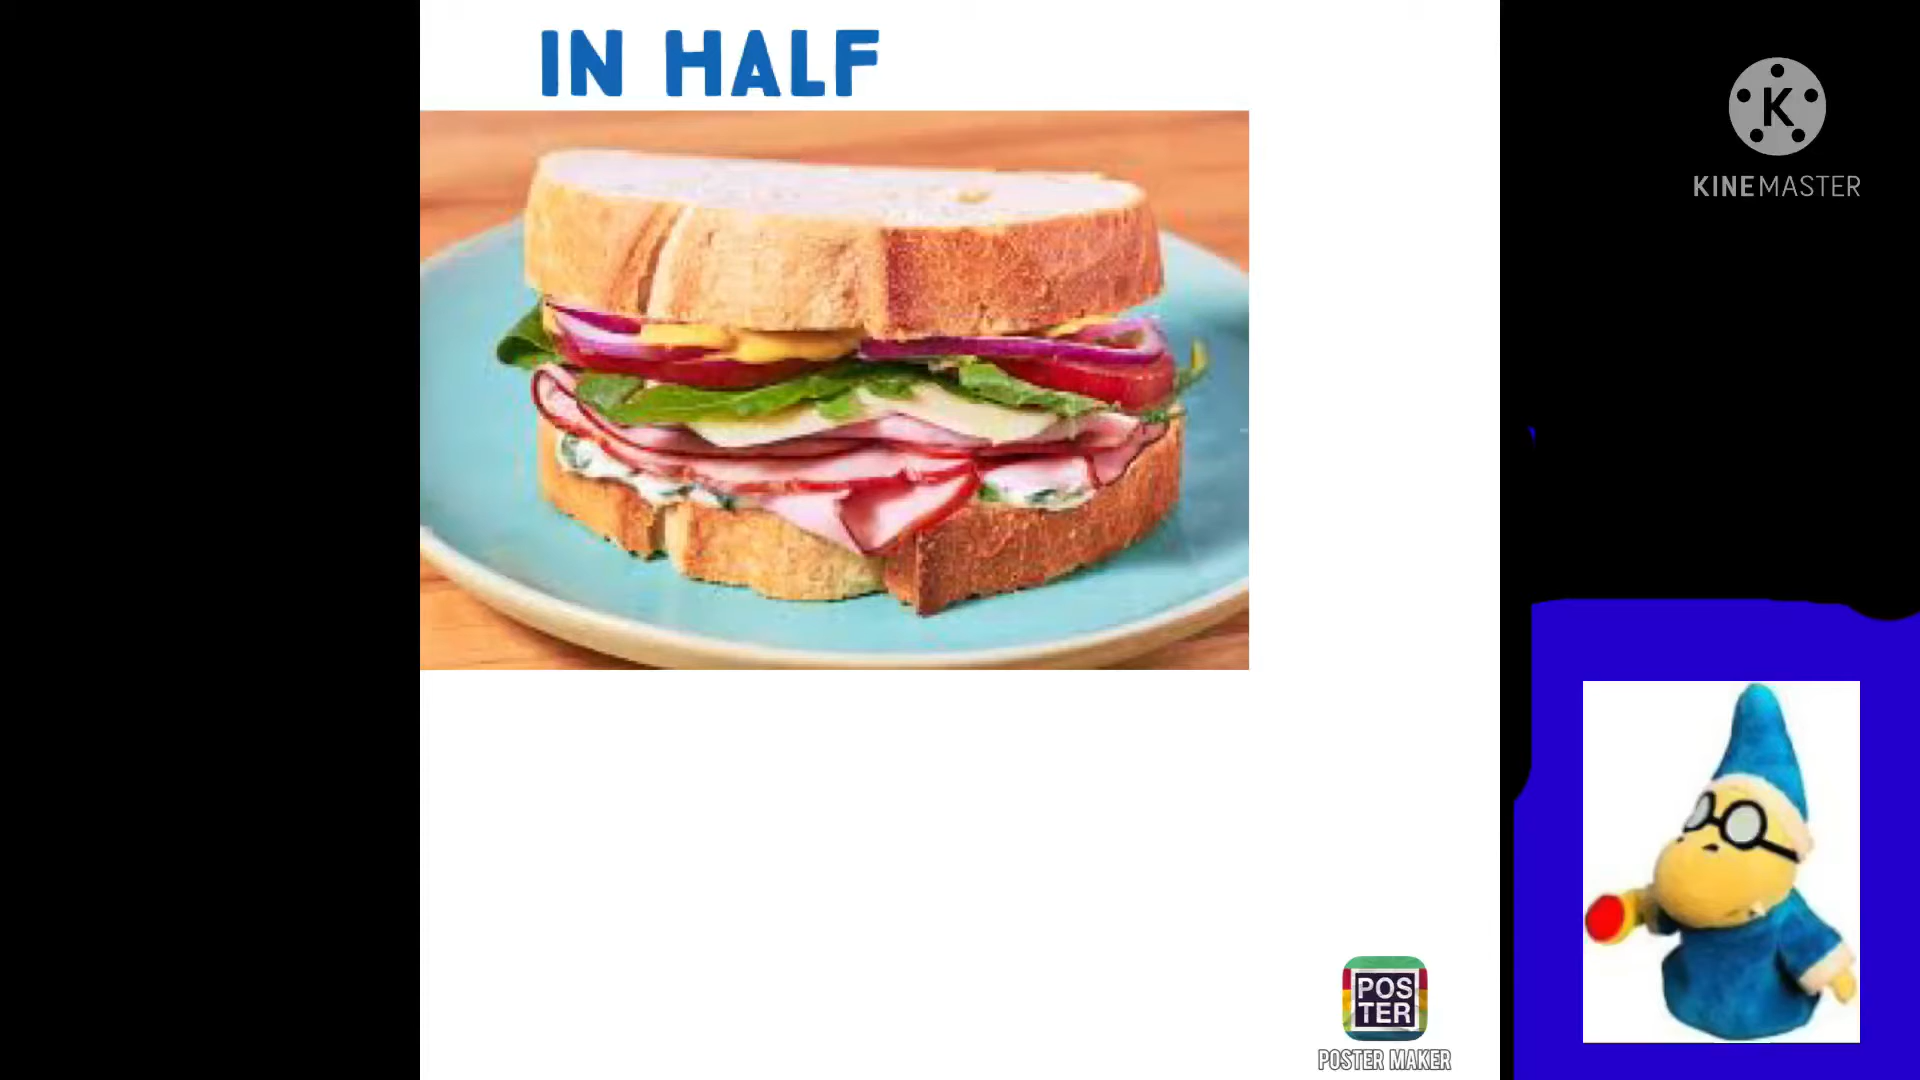 IN HALF
K
KINEMASTER
POS
TER
POSTER MAKER